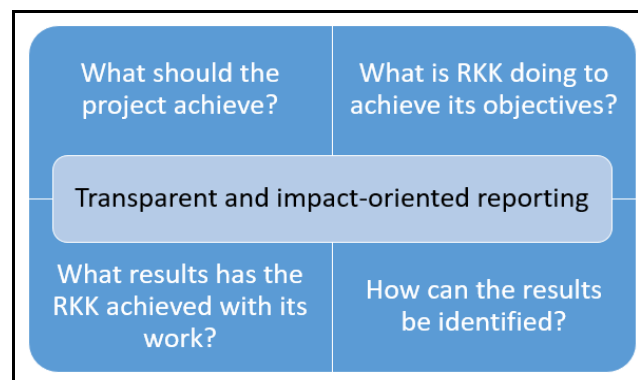 What should the
project achieve?
What is RKK doing to
achieve its objectives?
Transparent and impact-oriented reporting
What results has the
RKK achieved with its
work?
How can the results
be identified?